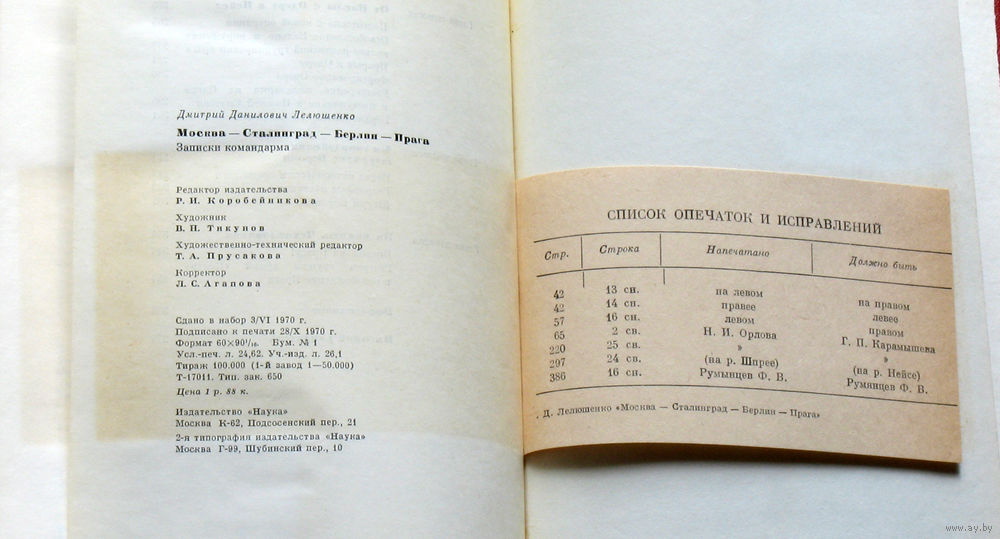 Дмитрий Данилович Лелюшенко
Москва — Сталинград — Берлин — Прага
Записки командарма
Редактор издательства
Р. И. Коробейникова
Художник
В. Н. Тикунов
Художественно-технический редактор
Т. А. Прусакова
Корректор
Л. С. Агапова
Сдано в набор 3/VI 1970 г.
Подписано к печати 28/X 1970 г.
Формат 60×90¹/₁₆. Бум. № 1
Усл.-печ. л. 24,62. Уч.-изд. л. 26,1
Тираж 100.000 (1-й завод 1—50.000)
Т-17011. Тип. зак. 650
Цена 1 р. 88 к.
Издательство «Наука»
Москва К-62, Подсосенский пер., 21
2-я типография издательства «Наука»
Москва Г-99, Шубинский пер., 10
СПИСОК ОПЕЧАТОК И ИСПРАВЛЕНИЙ
Стр. Строка Напечатано Должно быть
42 13 сн. на левом на правом
42 14 сн. правее левее
57 16 сн. левом правом
65 2 св. Н. И. Орлова Г. П. Карамышева
220 25 св. » »
297 24 св. (на р. Шпрее) (на р. Нейсе)
386 16 сн. Румынцев Ф. В. Румянцев Ф. В.
. Д. Лелюшенко «Москва — Сталинград — Берлин — Прага»
www.ay.by